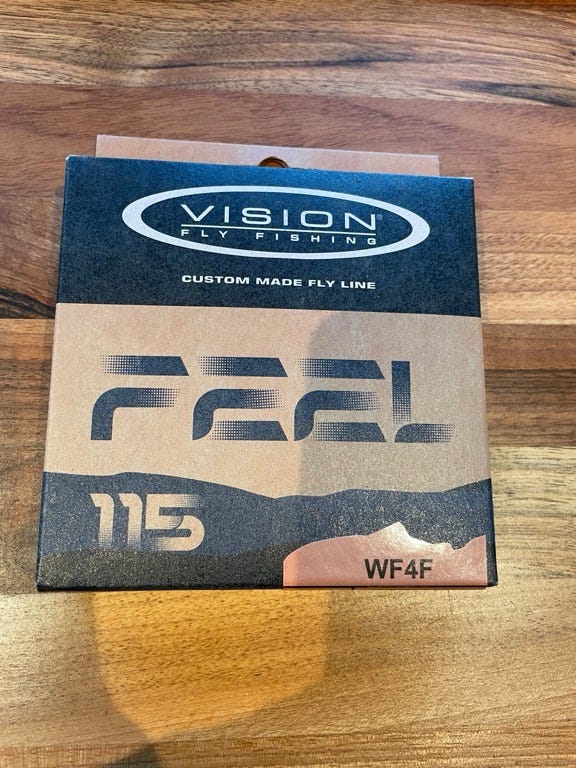 VISION®
FLY FISHING
CUSTOM MADE FLY LINE
FEEL
115
WF4F